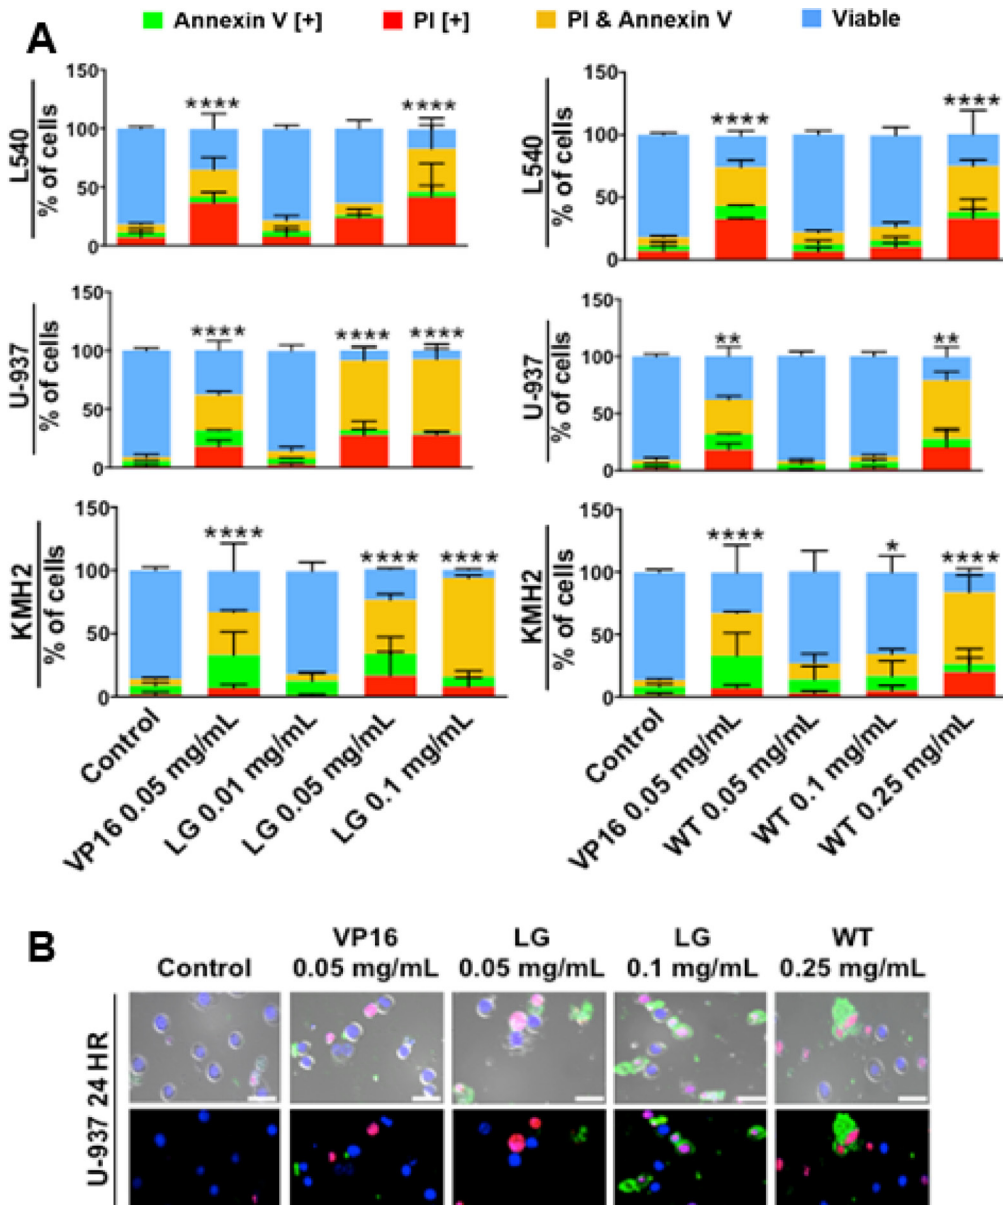 Annexin V [+] PI [+] PI & Annexin V Viable
A
L540
% of cells
150
100
50
0
****
****
L540
% of cells
150
100
50
0
****
****
U-937
% of cells
150
100
50
0
****
****
****
U-937
% of cells
150
100
50
0
**
**
KMH2
% of cells
150
100
50
0
****
****
****
KMH2
% of cells
150
100
50
0
****
*
****
Control
VP16 0.05 mg/mL
LG 0.01 mg/mL
LG 0.05 mg/mL
LG 0.1 mg/mL
Control
VP16 0.05 mg/mL
WT 0.05 mg/mL
WT 0.1 mg/mL
WT 0.25 mg/mL
B
Control
VP16
0.05 mg/mL
LG
0.05 mg/mL
LG
0.1 mg/mL
WT
0.25 mg/mL
U-937 24 HR